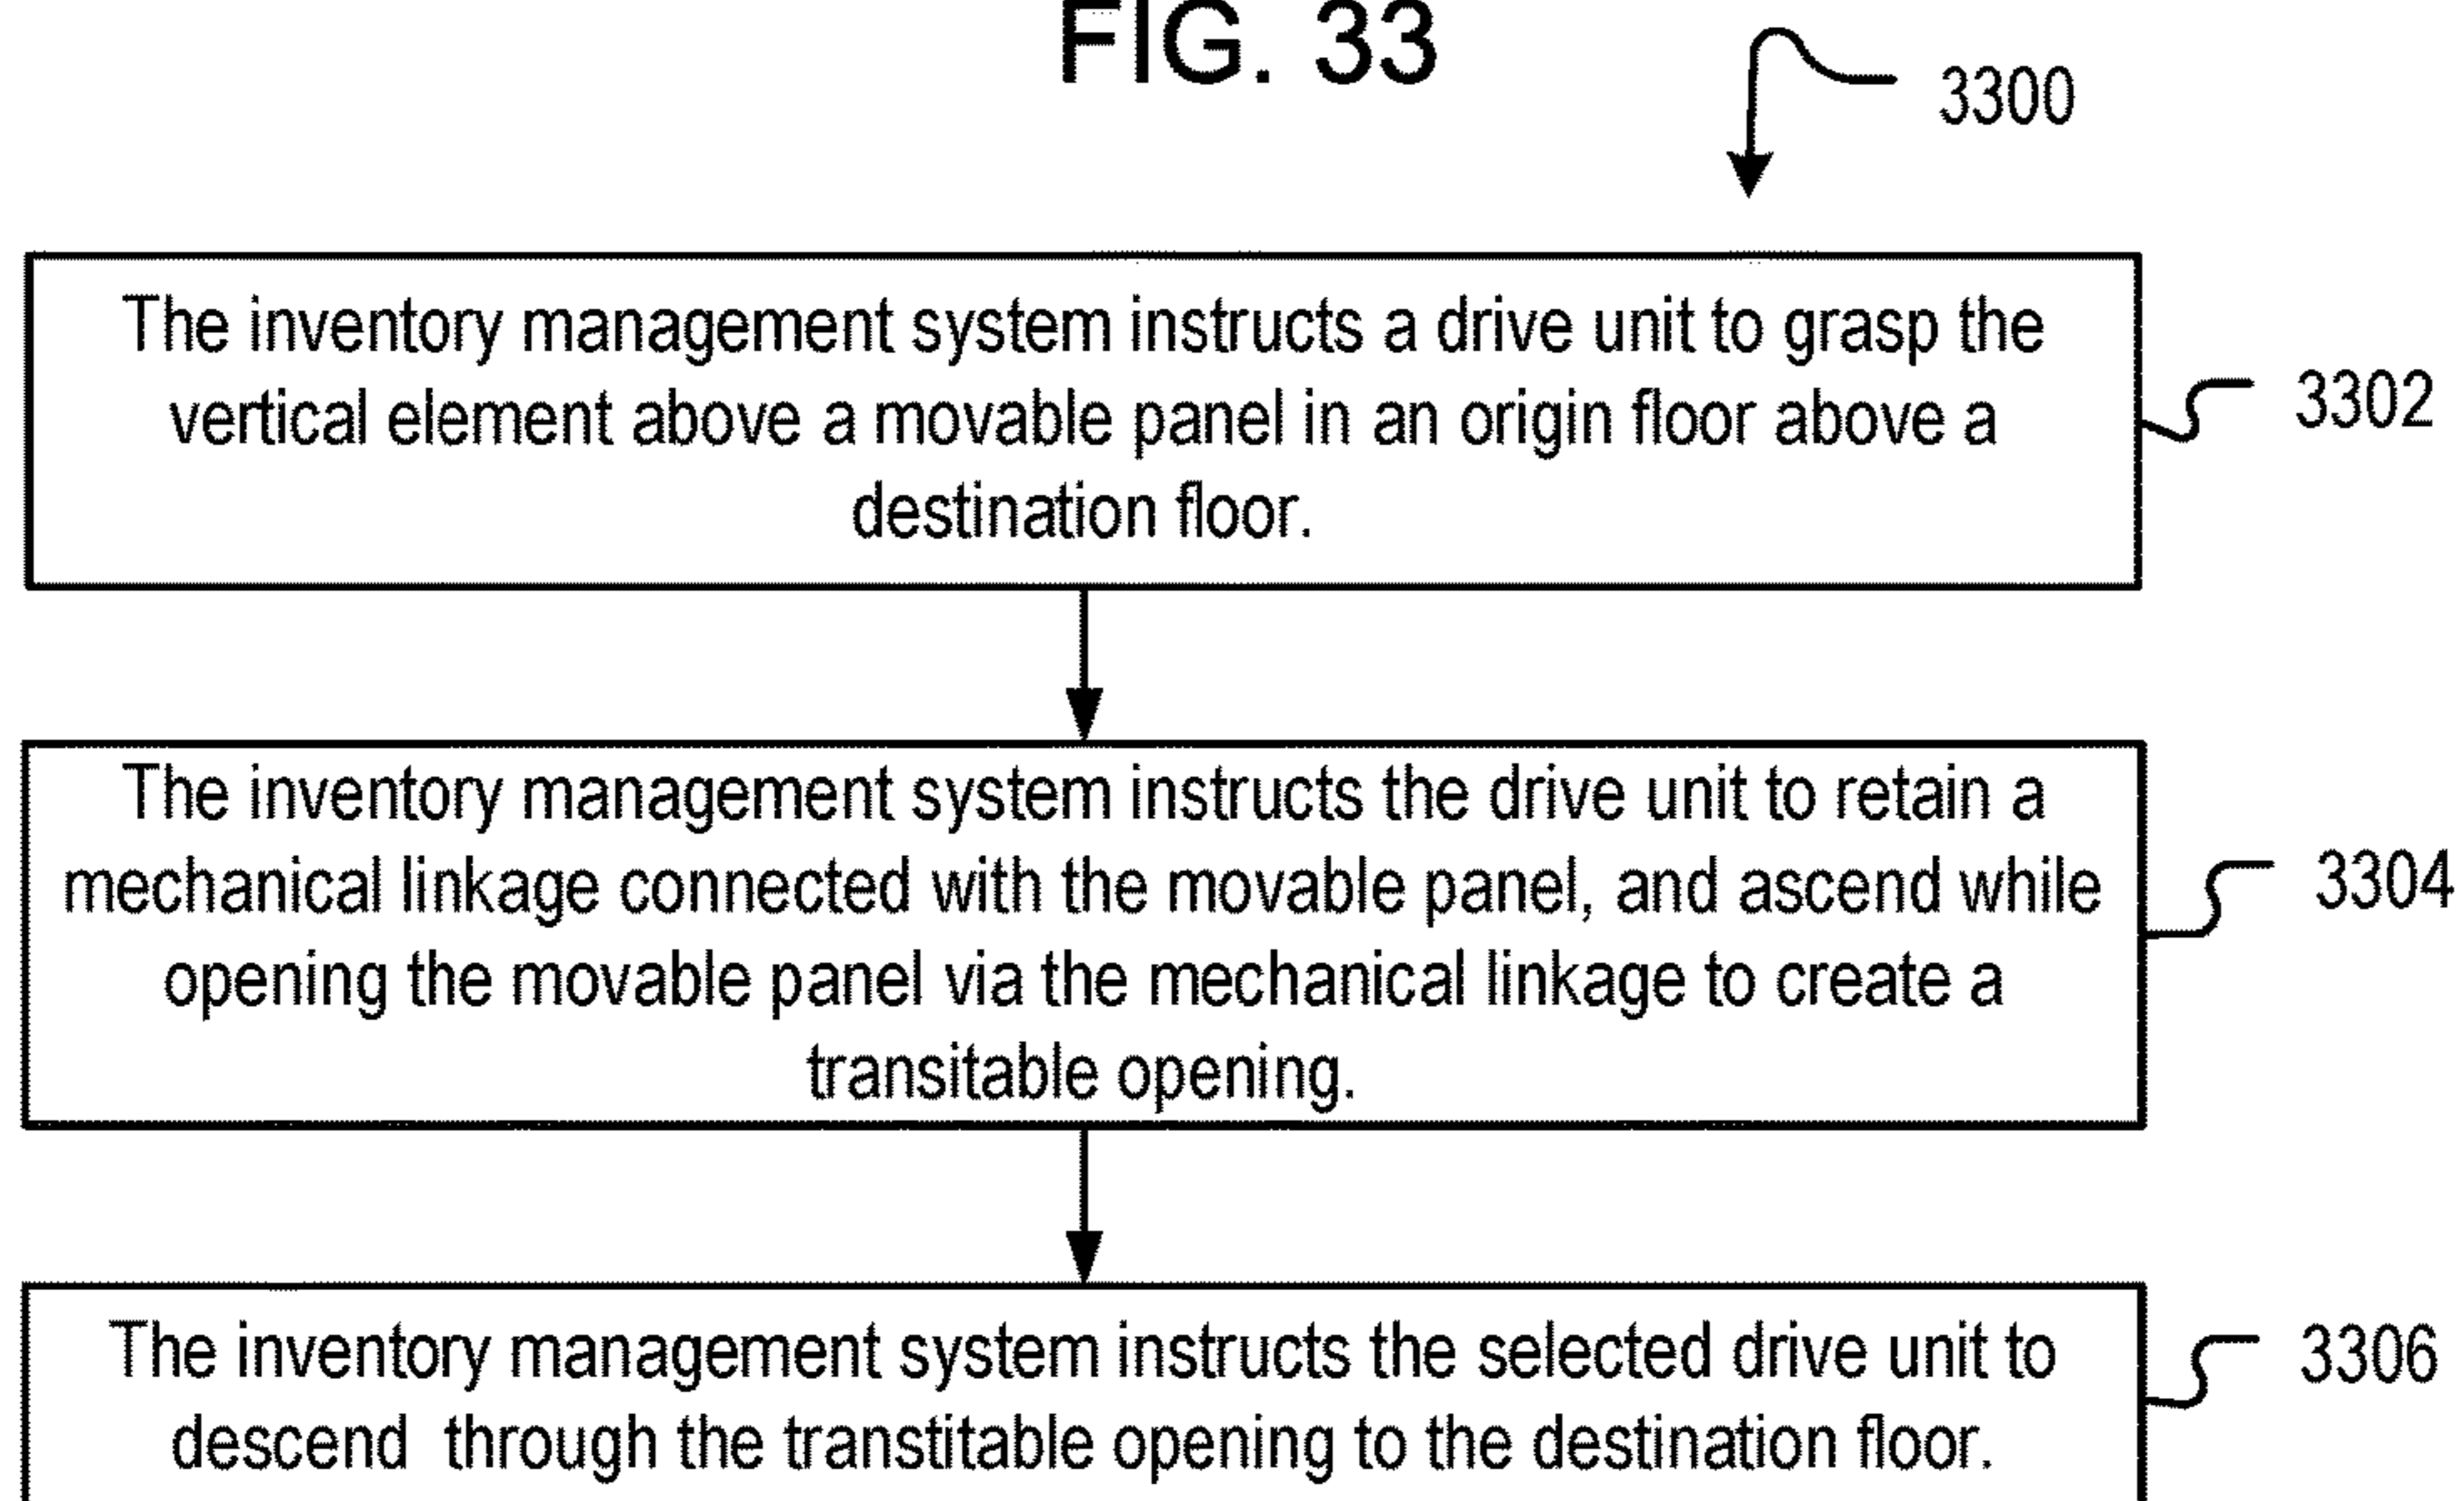 FIG. 33
3300
The inventory management system instructs a drive unit to grasp the
vertical element above a movable panel in an origin floor above a
destination floor.
3302
The inventory management system instructs the drive unit to retain a
mechanical linkage connected with the movable panel, and ascend while
opening the movable panel via the mechanical linkage to create a
transitable opening.
3304
The inventory management system instructs the selected drive unit to
descend through the transtitable opening to the destination floor.
3306